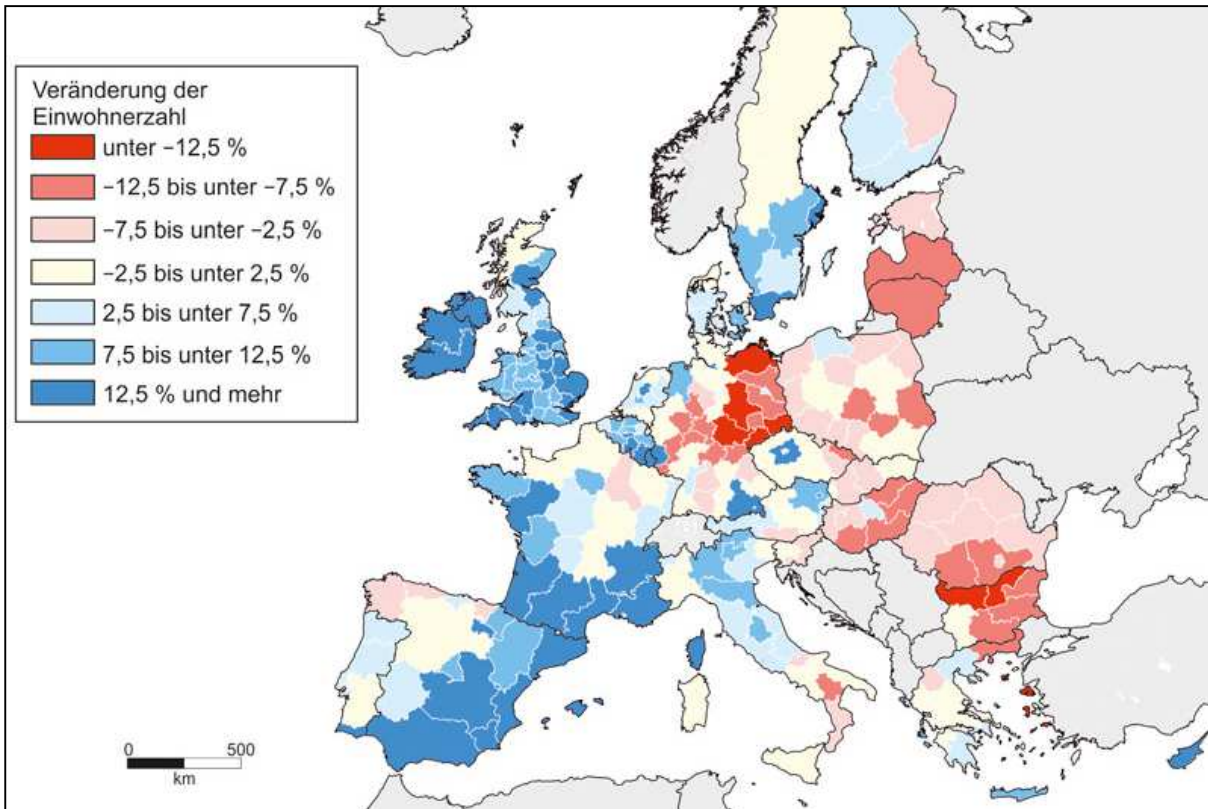 Veränderung der
Einwohnerzahl
unter −12,5 %
−12,5 bis unter −7,5 %
−7,5 bis unter −2,5 %
−2,5 bis unter 2,5 %
2,5 bis unter 7,5 %
7,5 bis unter 12,5 %
12,5 % und mehr
0 500
km